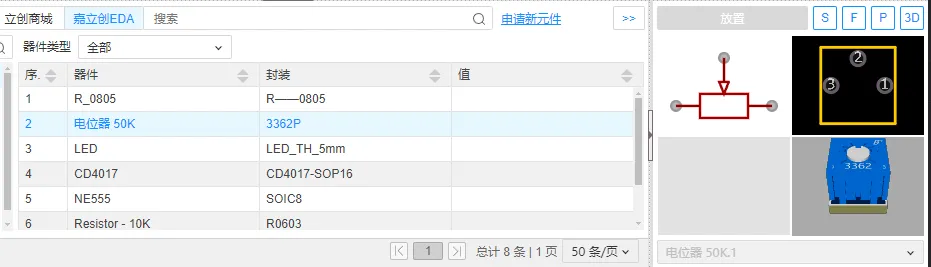 立创商城 嘉立创EDA 搜索 申请新元件 >> 放置 S F P 3D
器件类型 全部
序. 器件 封装 值
1 R_0805 R——0805
2 电位器 50K 3362P
3 LED LED_TH_5mm
4 CD4017 CD4017-SOP16
5 NE555 SOIC8
6 Resistor - 10K R0603
1 总计 8 条 | 1 页 50 条/页
2
3 1
3362
电位器 50K.1